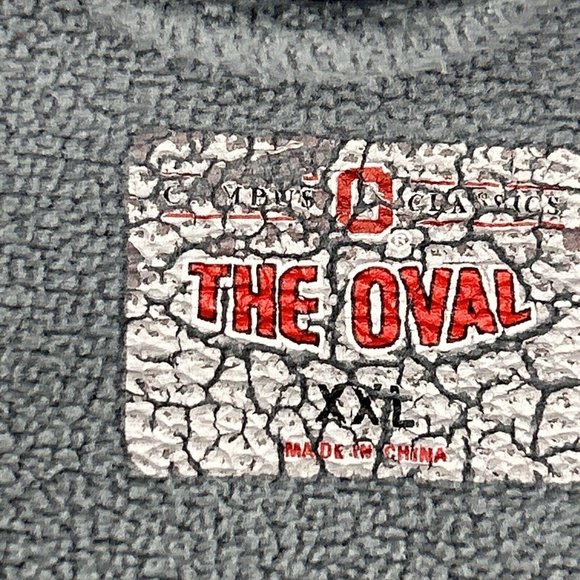 CAMPUS O CLASSICS
®
THE OVAL
XXL
MADE IN CHINA